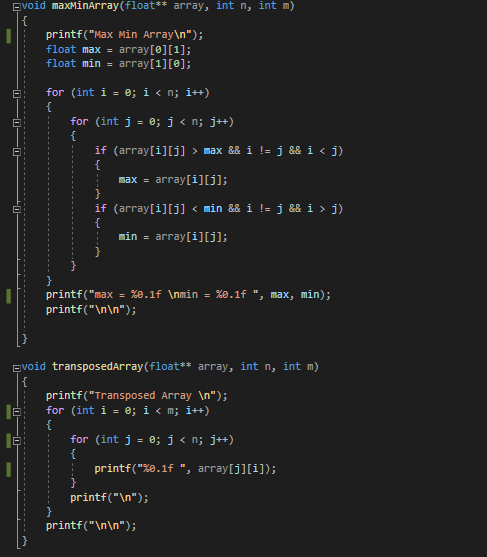 void maxMinArray(float** array, int n, int m)
{
    printf("Max Min Array\n");
    float max = array[0][1];
    float min = array[1][0];

    for (int i = 0; i < n; i++)
    {
        for (int j = 0; j < n; j++)
        {
            if (array[i][j] > max && i != j && i < j)
            {
                max = array[i][j];
            }
            if (array[i][j] < min && i != j && i > j)
            {
                min = array[i][j];
            }
        }
    }
    printf("max = %0.1f \nmin = %0.1f ", max, min);
    printf("\n\n");

}

void transposedArray(float** array, int n, int m)
{
    printf("Transposed Array \n");
    for (int i = 0; i < m; i++)
    {
        for (int j = 0; j < n; j++)
        {
            printf("%0.1f ", array[j][i]);
        }
        printf("\n");
    }
    printf("\n\n");
}